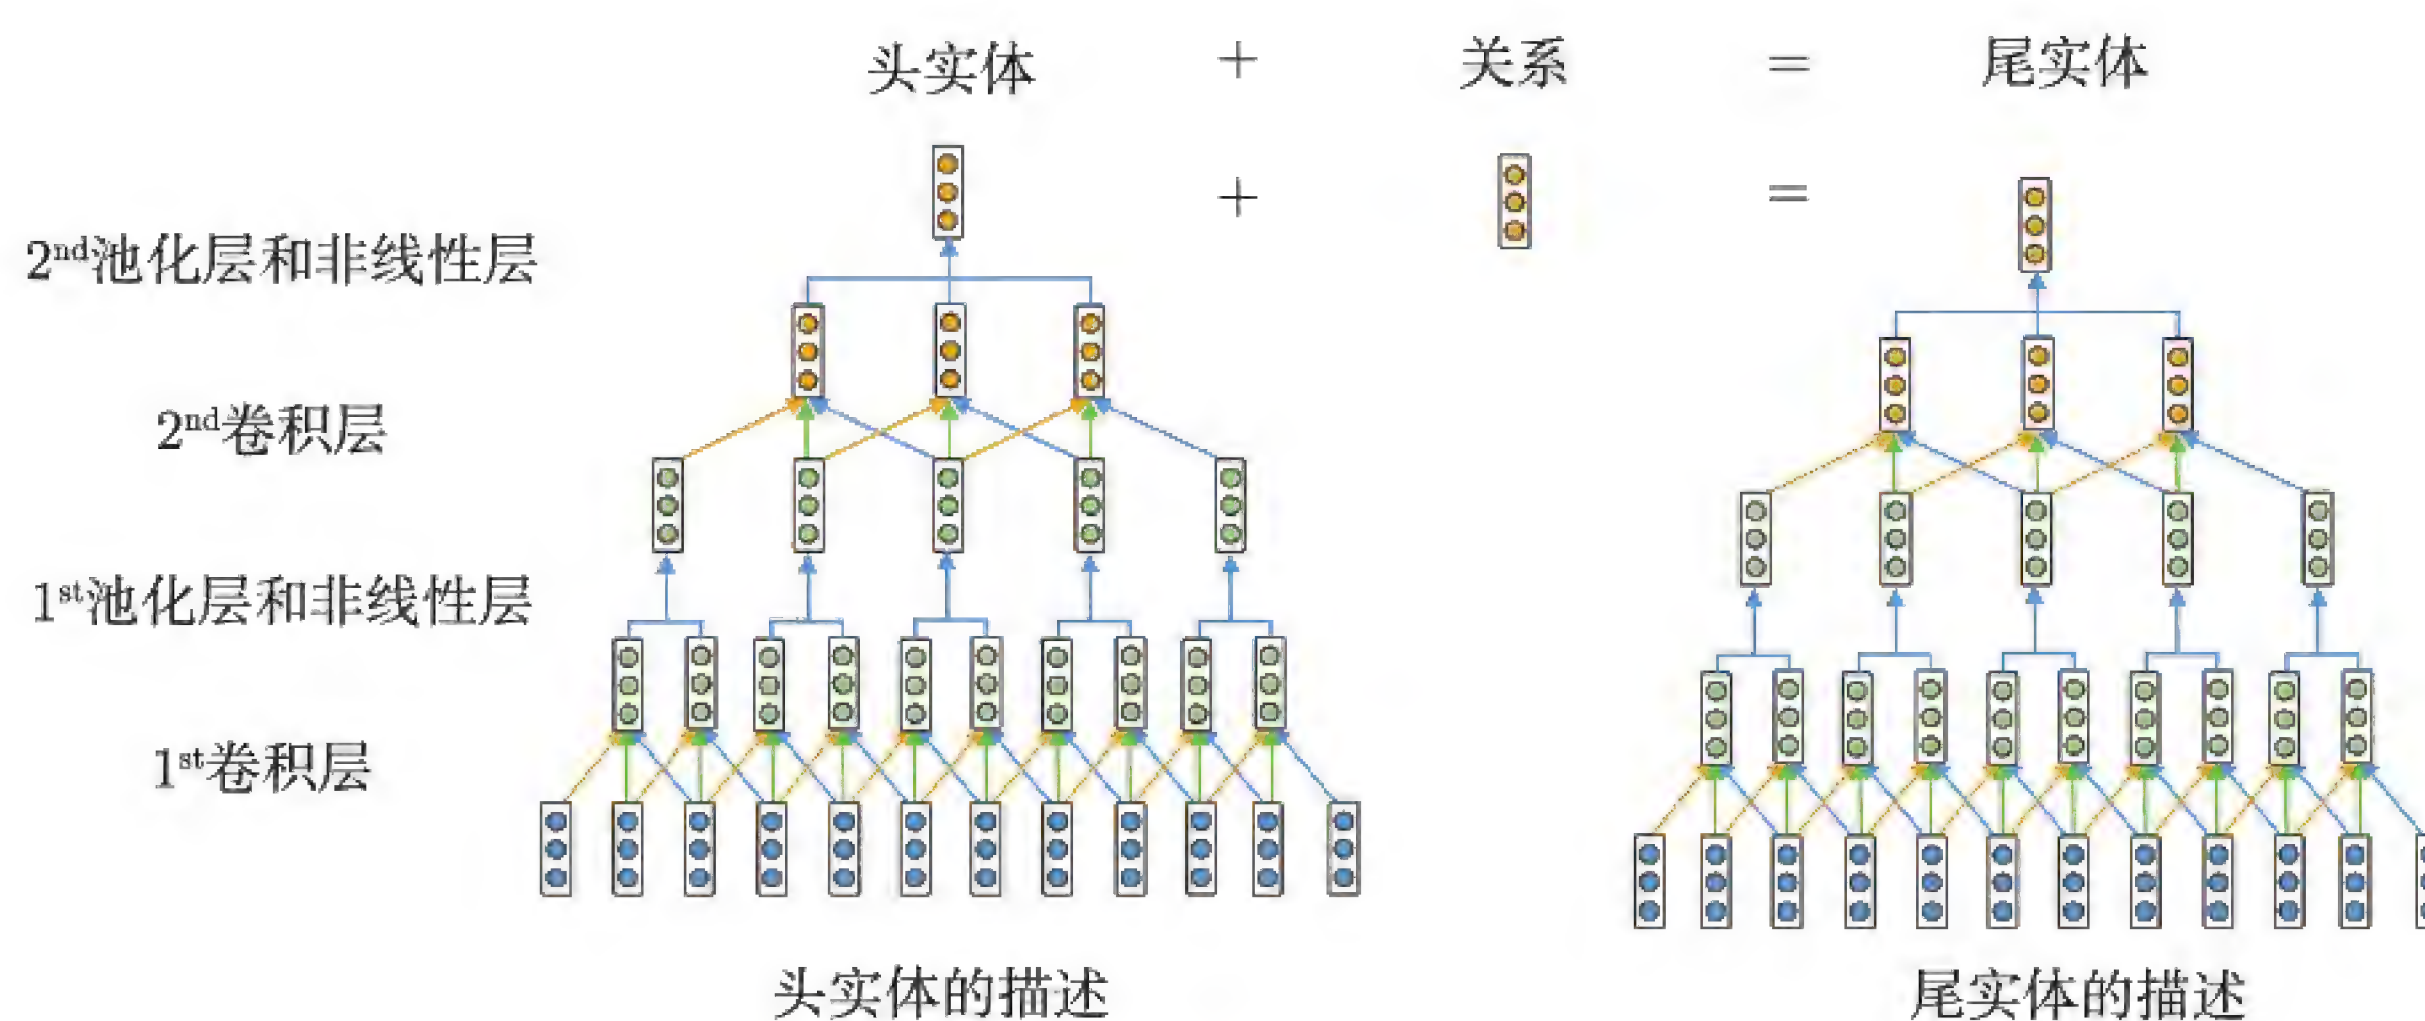 头实体 + 关系 = 尾实体
+ =
2nd池化层和非线性层
2nd卷积层
1st池化层和非线性层
1st卷积层
头实体的描述 尾实体的描述